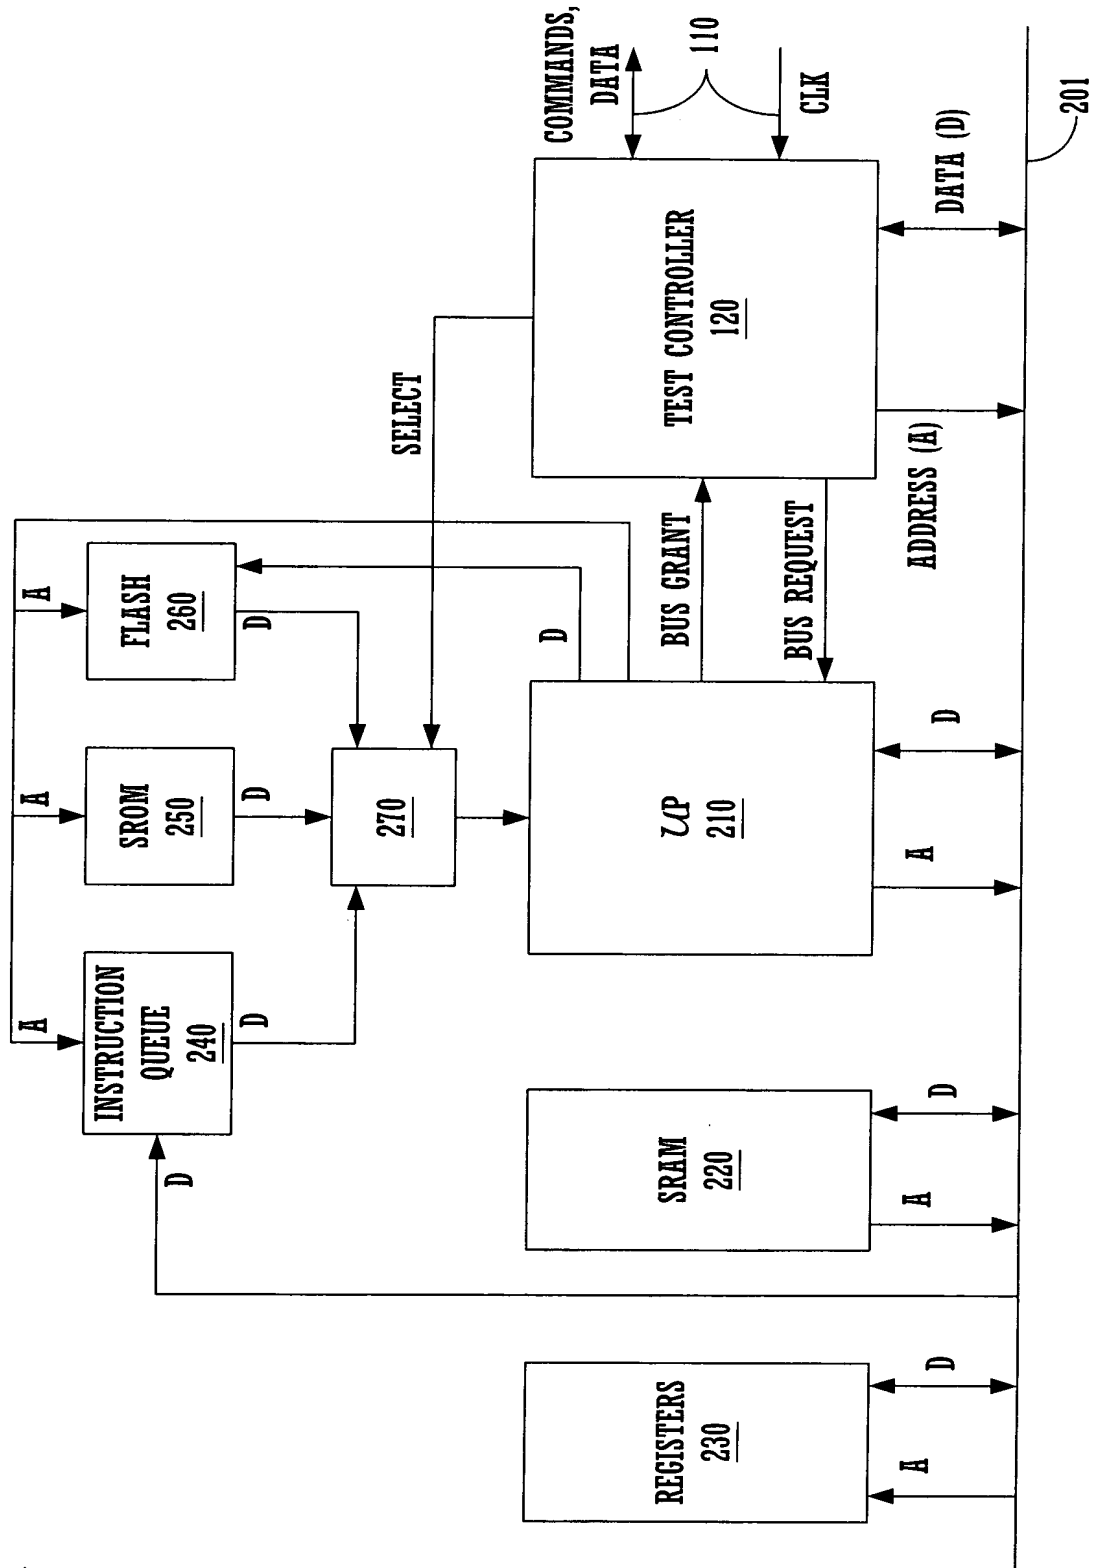 COMMANDS,
DATA
110
CLK
TEST CONTROLLER
120
DATA (D)
201
ADDRESS (A)
SELECT
BUS GRANT
BUS REQUEST
A
FLASH
260
D
D
A
SROM
250
D
270
µP
210
D
A
A
INSTRUCTION
QUEUE
240
D
D
SRAM
220
D
A
REGISTERS
230
D
A